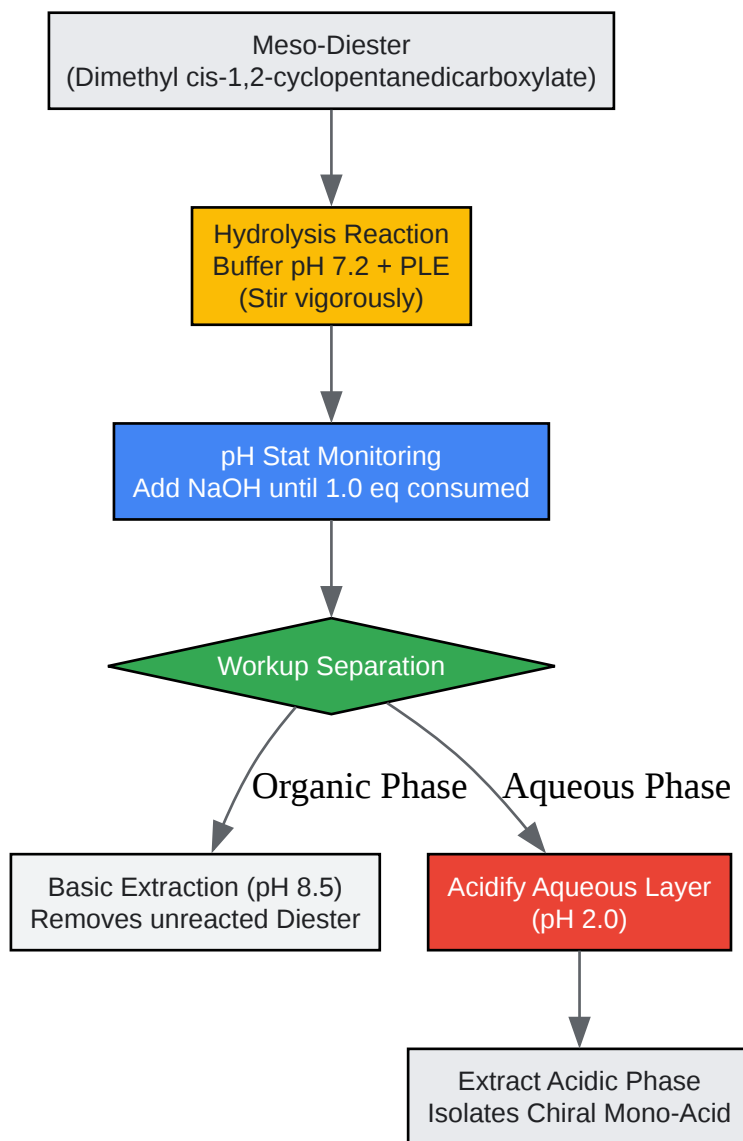 Meso-Diester
(Dimethyl cis-1,2-cyclopentanedicarboxylate)
Hydrolysis Reaction
Buffer pH 7.2 + PLE
(Stir vigorously)
pH Stat Monitoring
Add NaOH until 1.0 eq consumed
Workup Separation
Organic Phase
Aqueous Phase
Basic Extraction (pH 8.5)
Removes unreacted Diester
Acidify Aqueous Layer
(pH 2.0)
Extract Acidic Phase
Isolates Chiral Mono-Acid